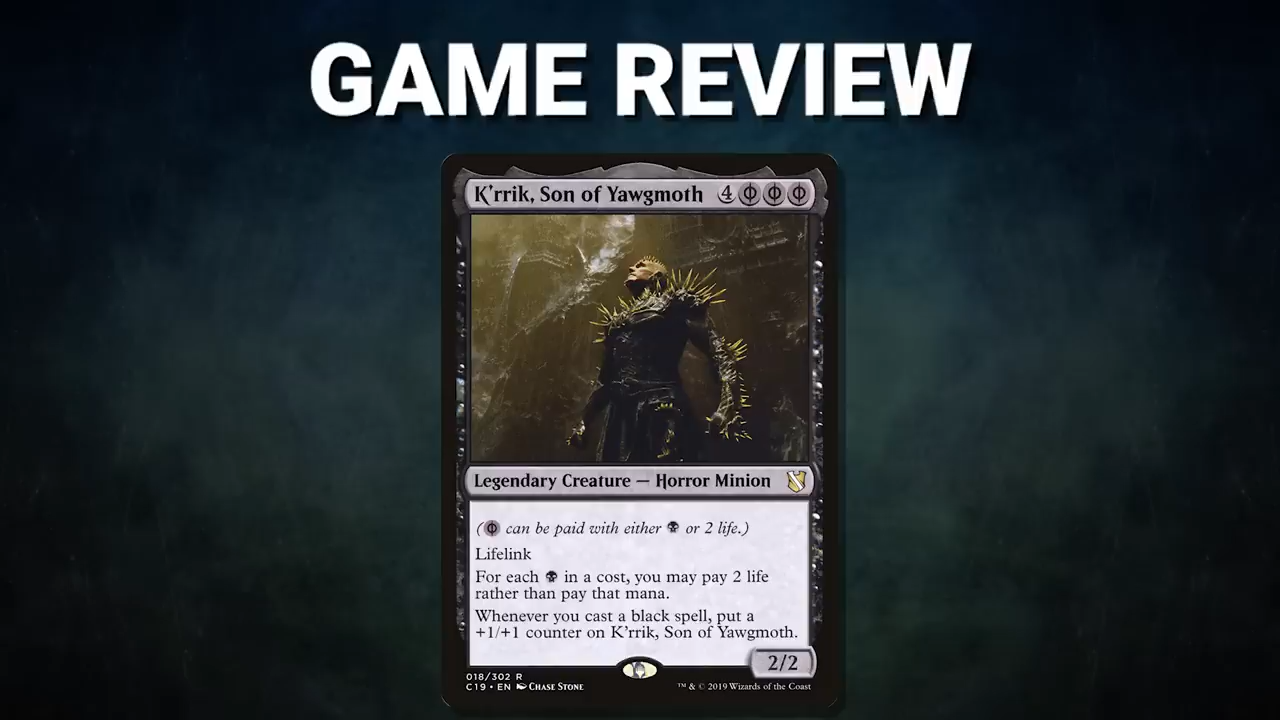 GAME REVIEW
K'rrik, Son of Yawgmoth 4
Legendary Creature — Horror Minion
( can be paid with either or 2 life.)
Lifelink
For each in a cost, you may pay 2 life
rather than pay that mana.
Whenever you cast a black spell, put a
+1/+1 counter on K'rrik, Son of Yawgmoth.
2/2
018/302 R
C19 • EN Chase Stone
™ & © 2019 Wizards of the Coast